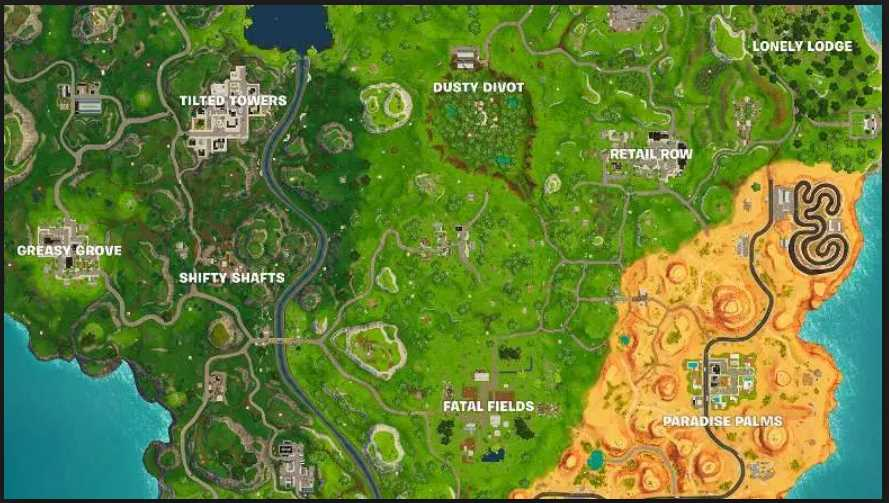 LONELY LODGE
DUSTY DIVOT
TILTED TOWERS
RETAIL ROW
GREASY GROVE
SHIFTY SHAFTS
FATAL FIELDS
PARADISE PALMS